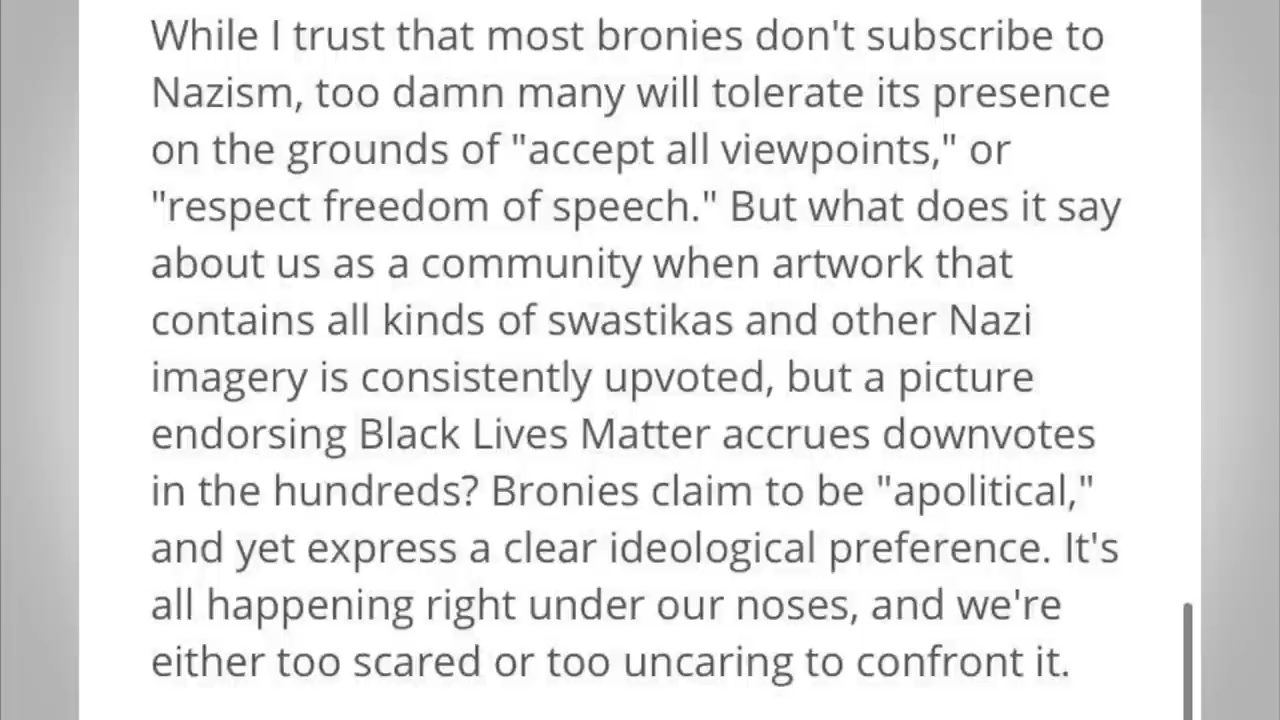 While I trust that most bronies don't subscribe to
Nazism, too damn many will tolerate its presence
on the grounds of "accept all viewpoints," or
"respect freedom of speech." But what does it say
about us as a community when artwork that
contains all kinds of swastikas and other Nazi
imagery is consistently upvoted, but a picture
endorsing Black Lives Matter accrues downvotes
in the hundreds? Bronies claim to be "apolitical,"
and yet express a clear ideological preference. It's
all happening right under our noses, and we're
either too scared or too uncaring to confront it.